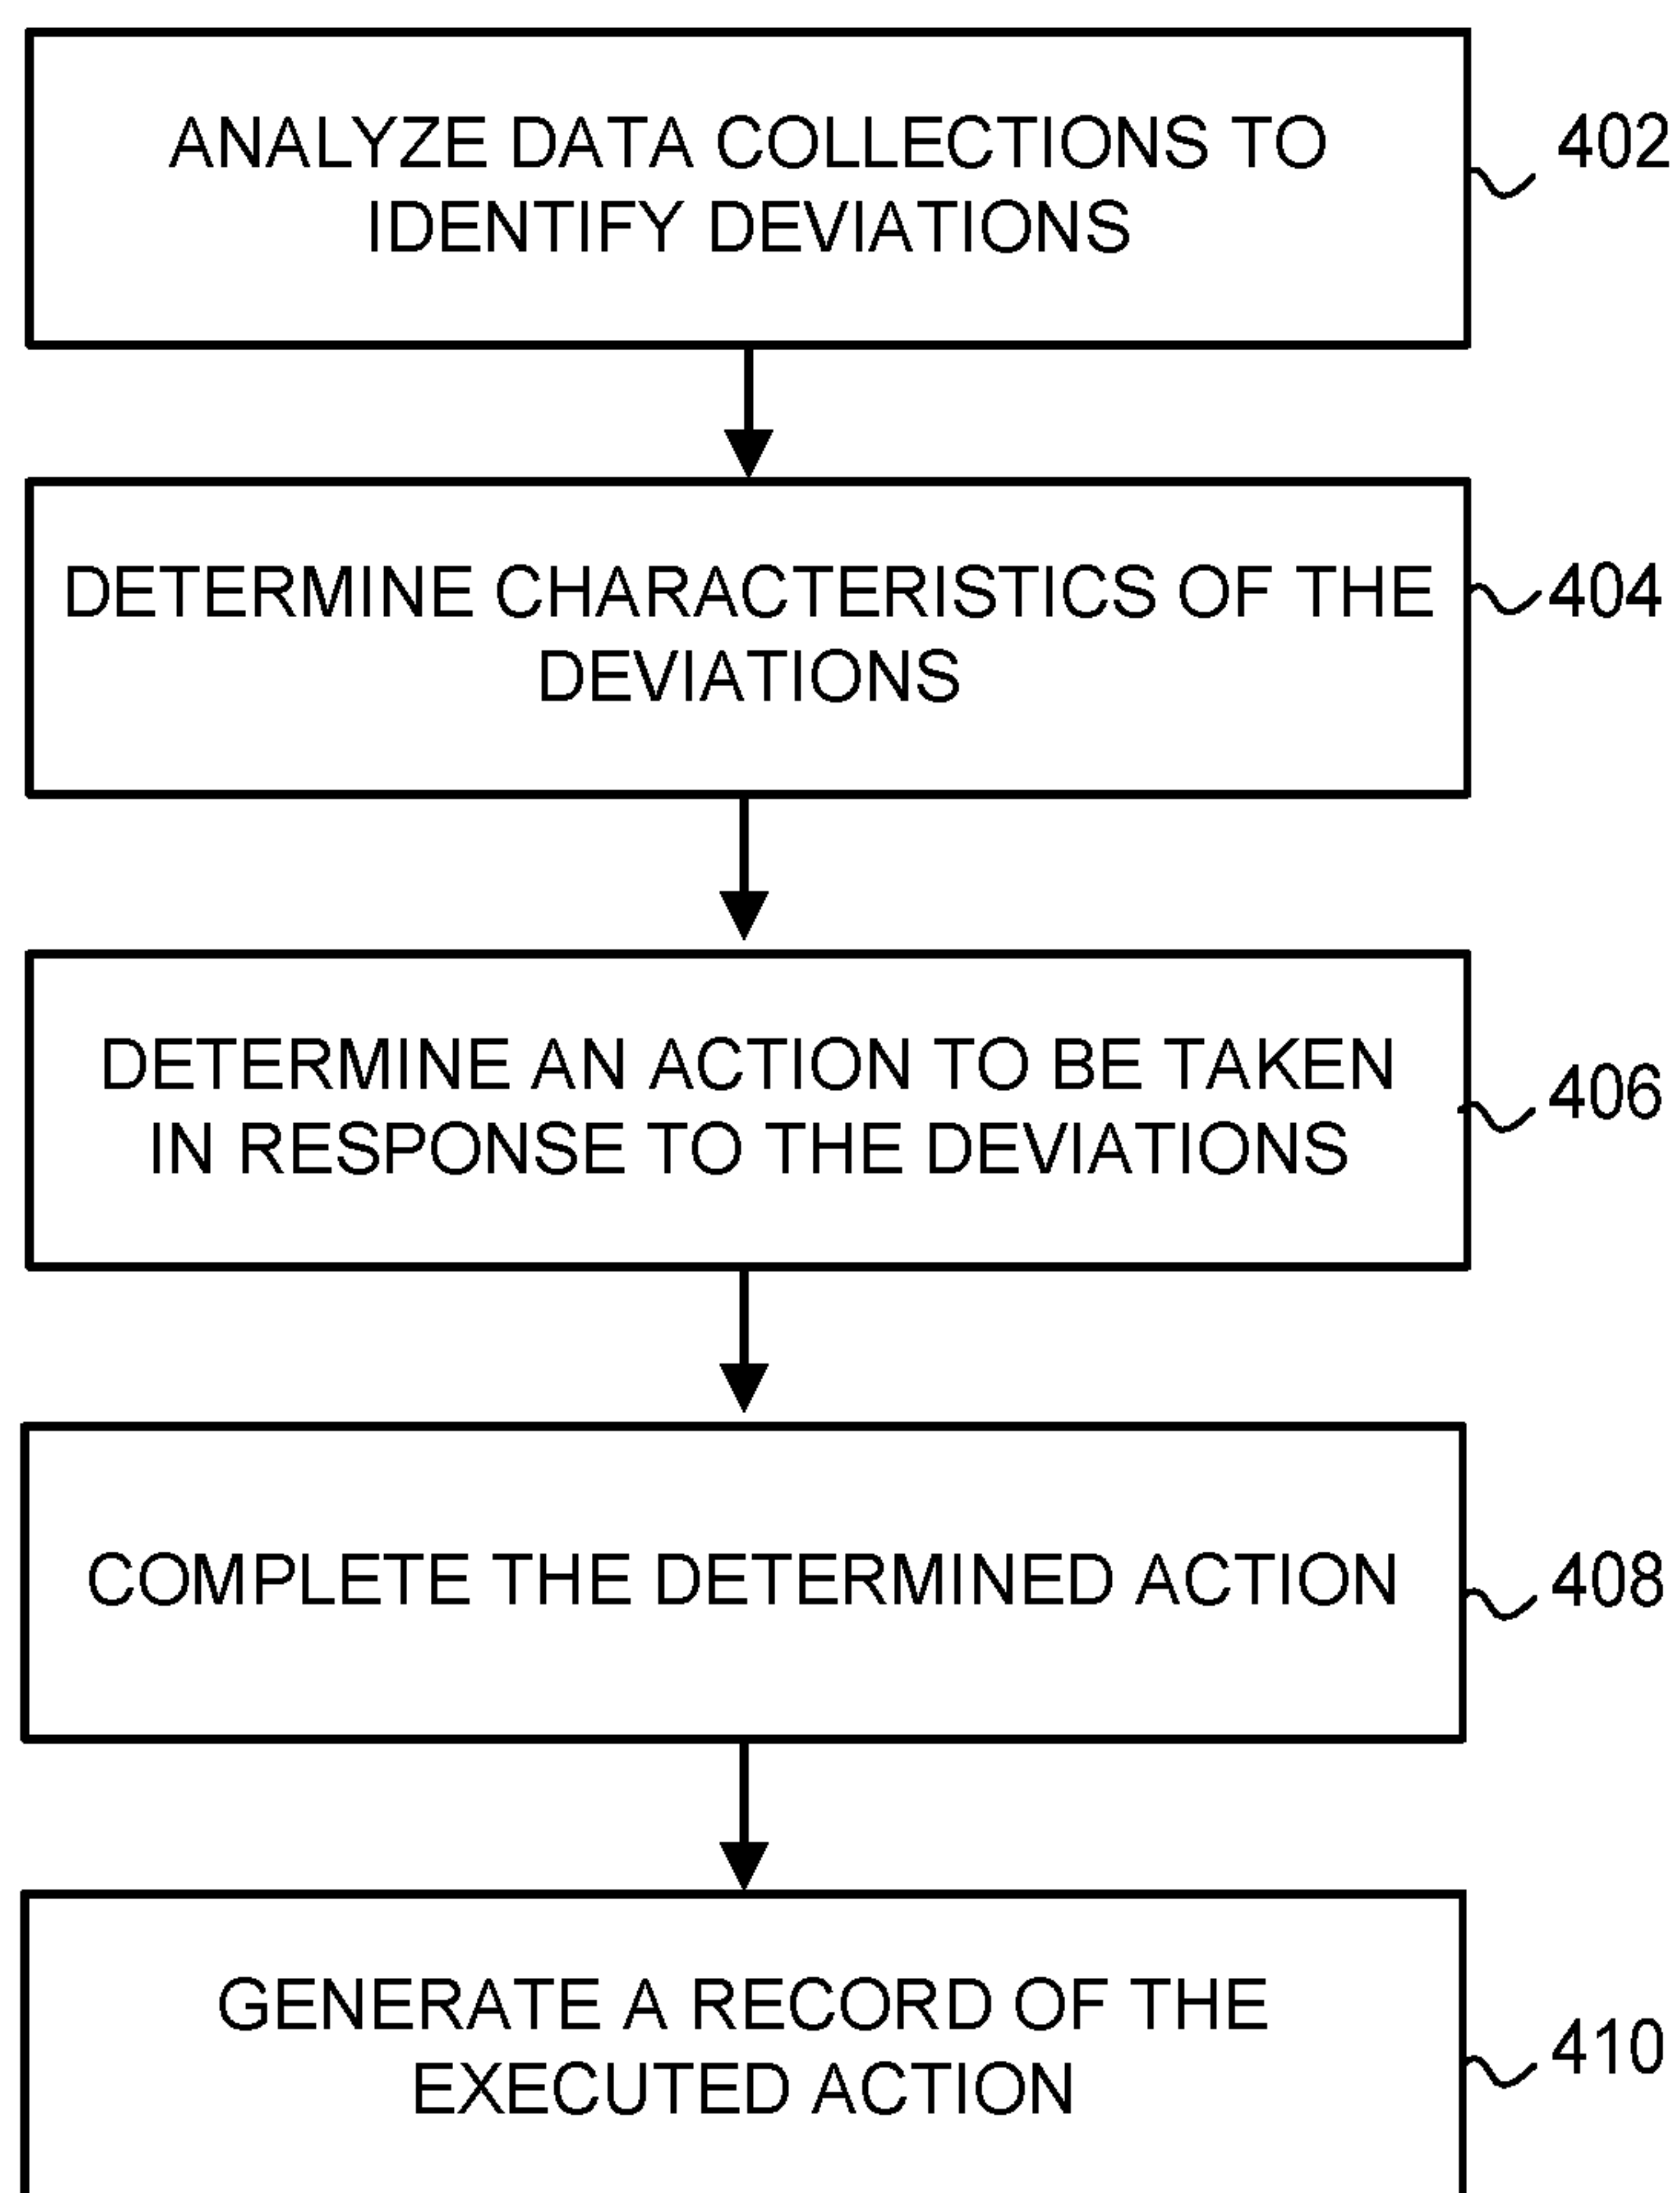 ANALYZE DATA COLLECTIONS TO
IDENTIFY DEVIATIONS
402
DETERMINE CHARACTERISTICS OF THE
DEVIATIONS
404
DETERMINE AN ACTION TO BE TAKEN
IN RESPONSE TO THE DEVIATIONS
406
COMPLETE THE DETERMINED ACTION
408
GENERATE A RECORD OF THE
EXECUTED ACTION
410